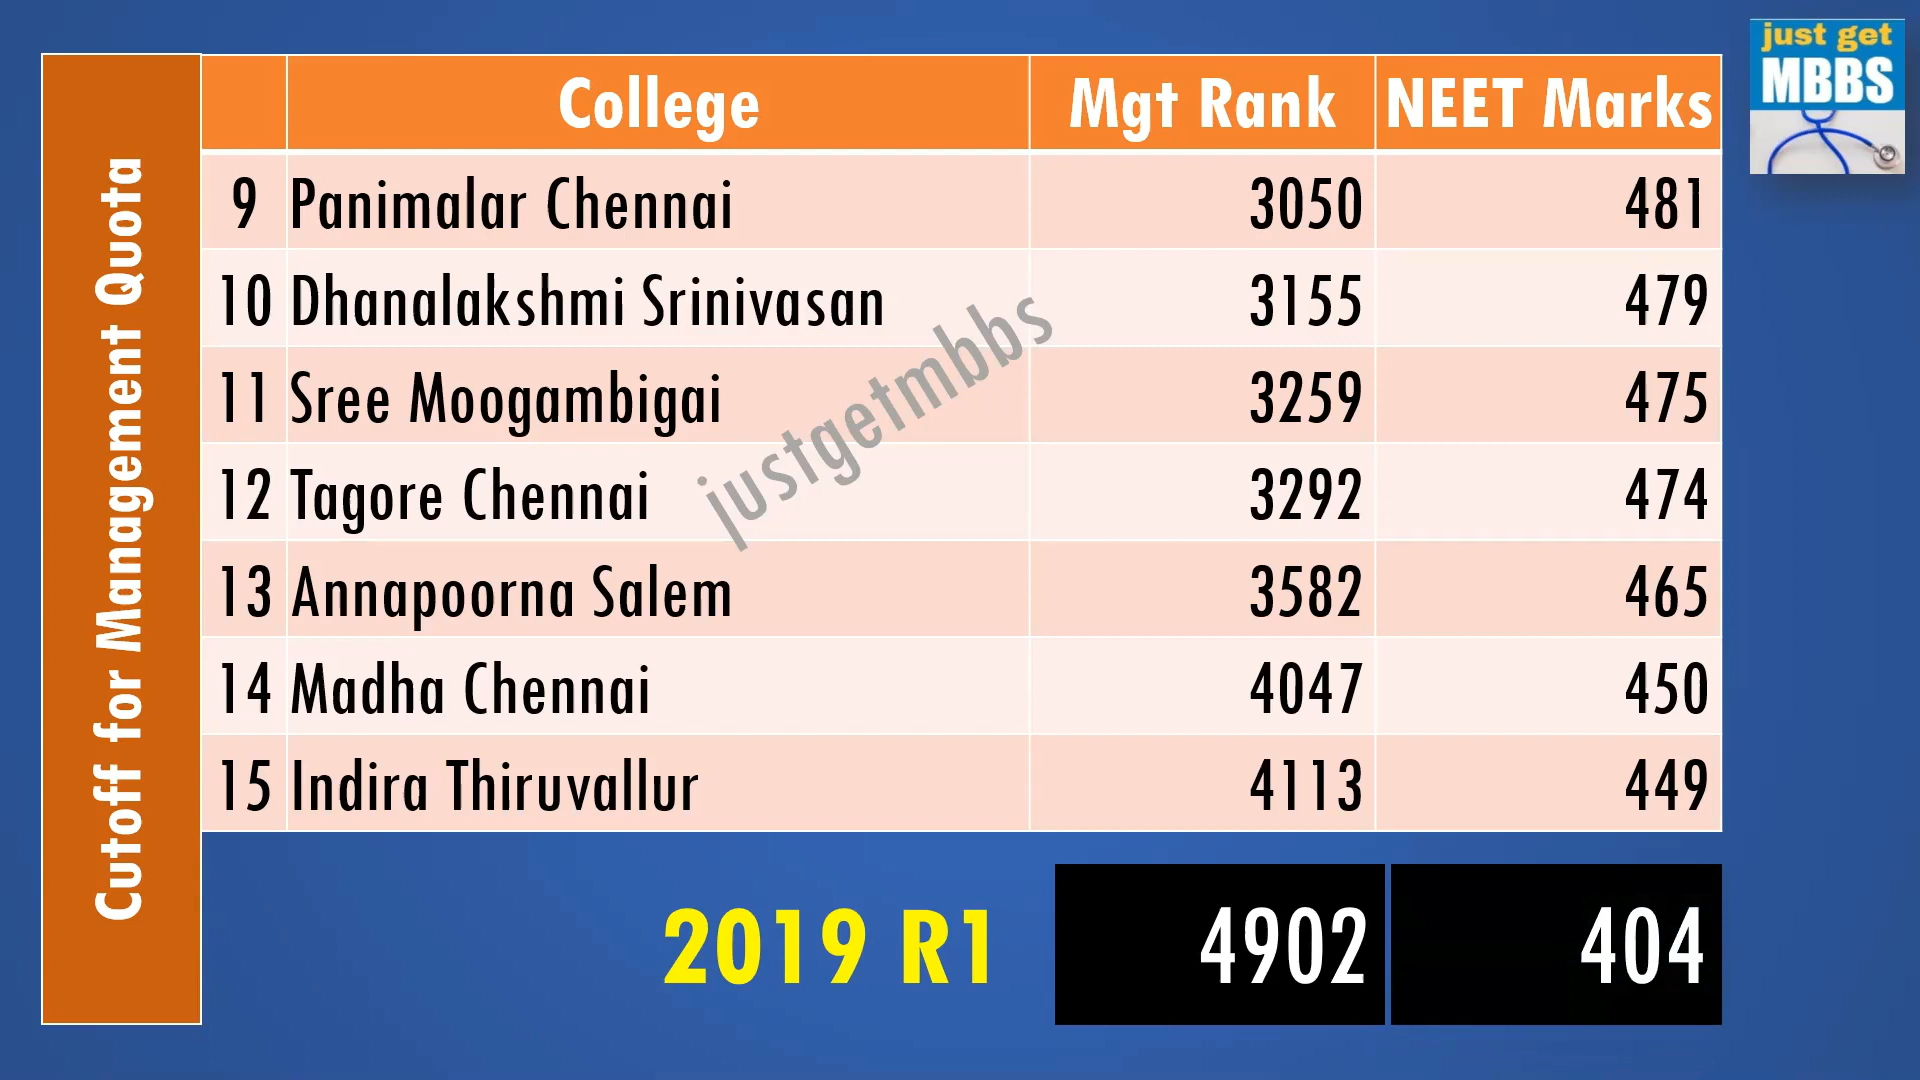 just get
MBBS
Cutoff for Management Quota
College Mgt Rank NEET Marks
9 Panimalar Chennai 3050 481
10 Dhanalakshmi Srinivasan 3155 479
11 Sree Moogambigai 3259 475
12 Tagore Chennai 3292 474
13 Annapoorna Salem 3582 465
14 Madha Chennai 4047 450
15 Indira Thiruvallur 4113 449
justgetmbbs
2019 R1 4902 404